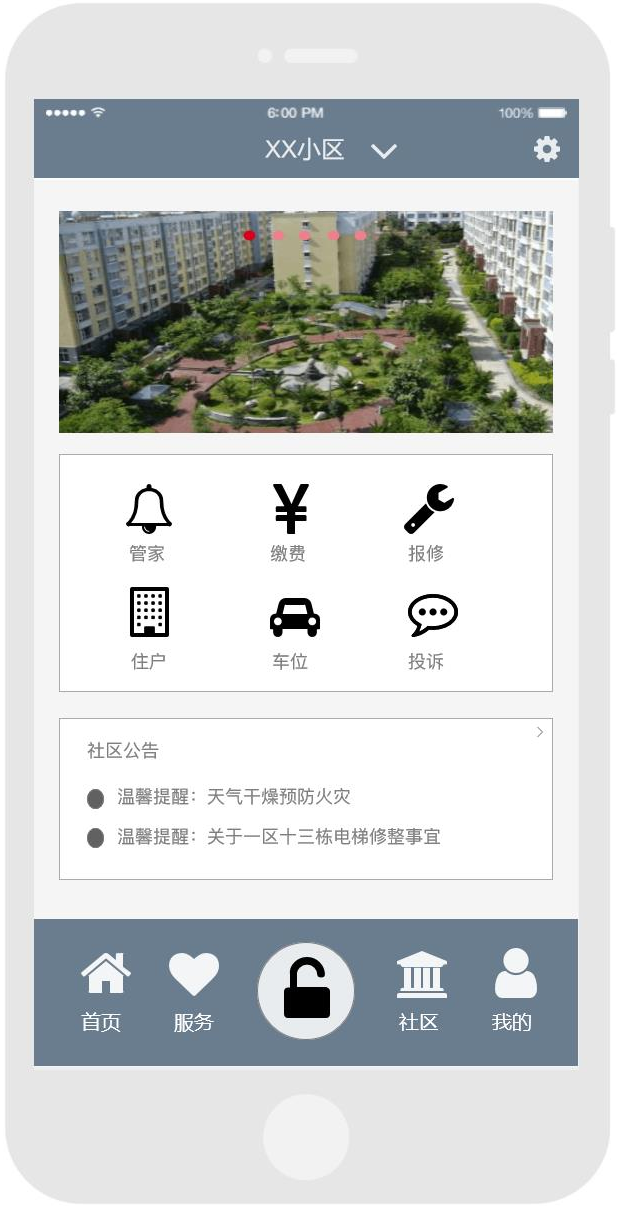 6:00 PM 100%
XX小区
管家 缴费 报修
住户 车位 投诉
社区公告
温馨提醒：天气干燥预防火灾
温馨提醒：关于一区十三栋电梯修整事宜
首页 服务 社区 我的